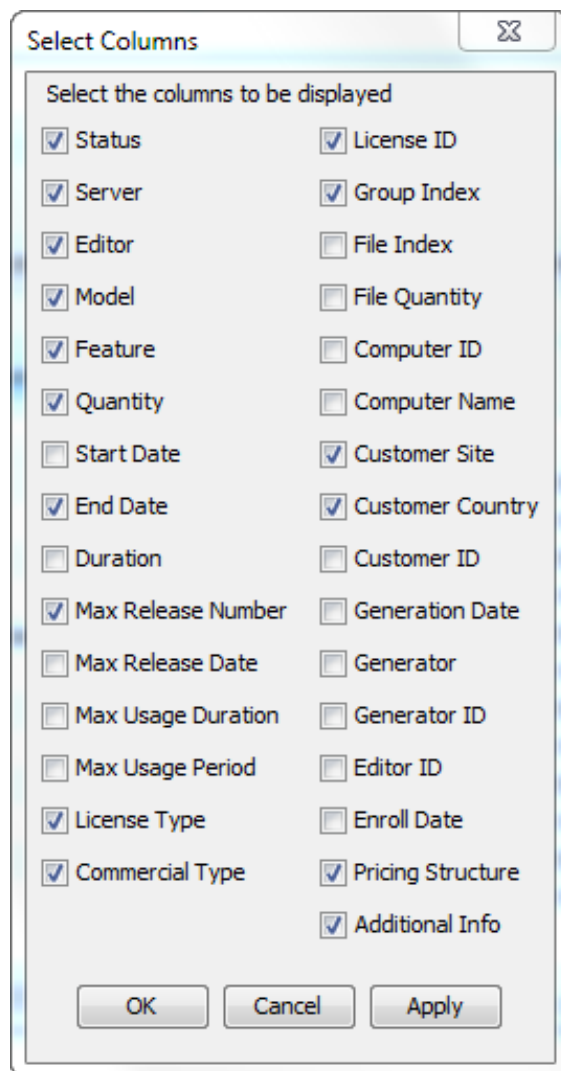 Select Columns
Select the columns to be displayed
Status
Server
Editor
Model
Feature
Quantity
Start Date
End Date
Duration
Max Release Number
Max Release Date
Max Usage Duration
Max Usage Period
License Type
Commercial Type
License ID
Group Index
File Index
File Quantity
Computer ID
Computer Name
Customer Site
Customer Country
Customer ID
Generation Date
Generator
Generator ID
Editor ID
Enroll Date
Pricing Structure
Additional Info
OK Cancel Apply